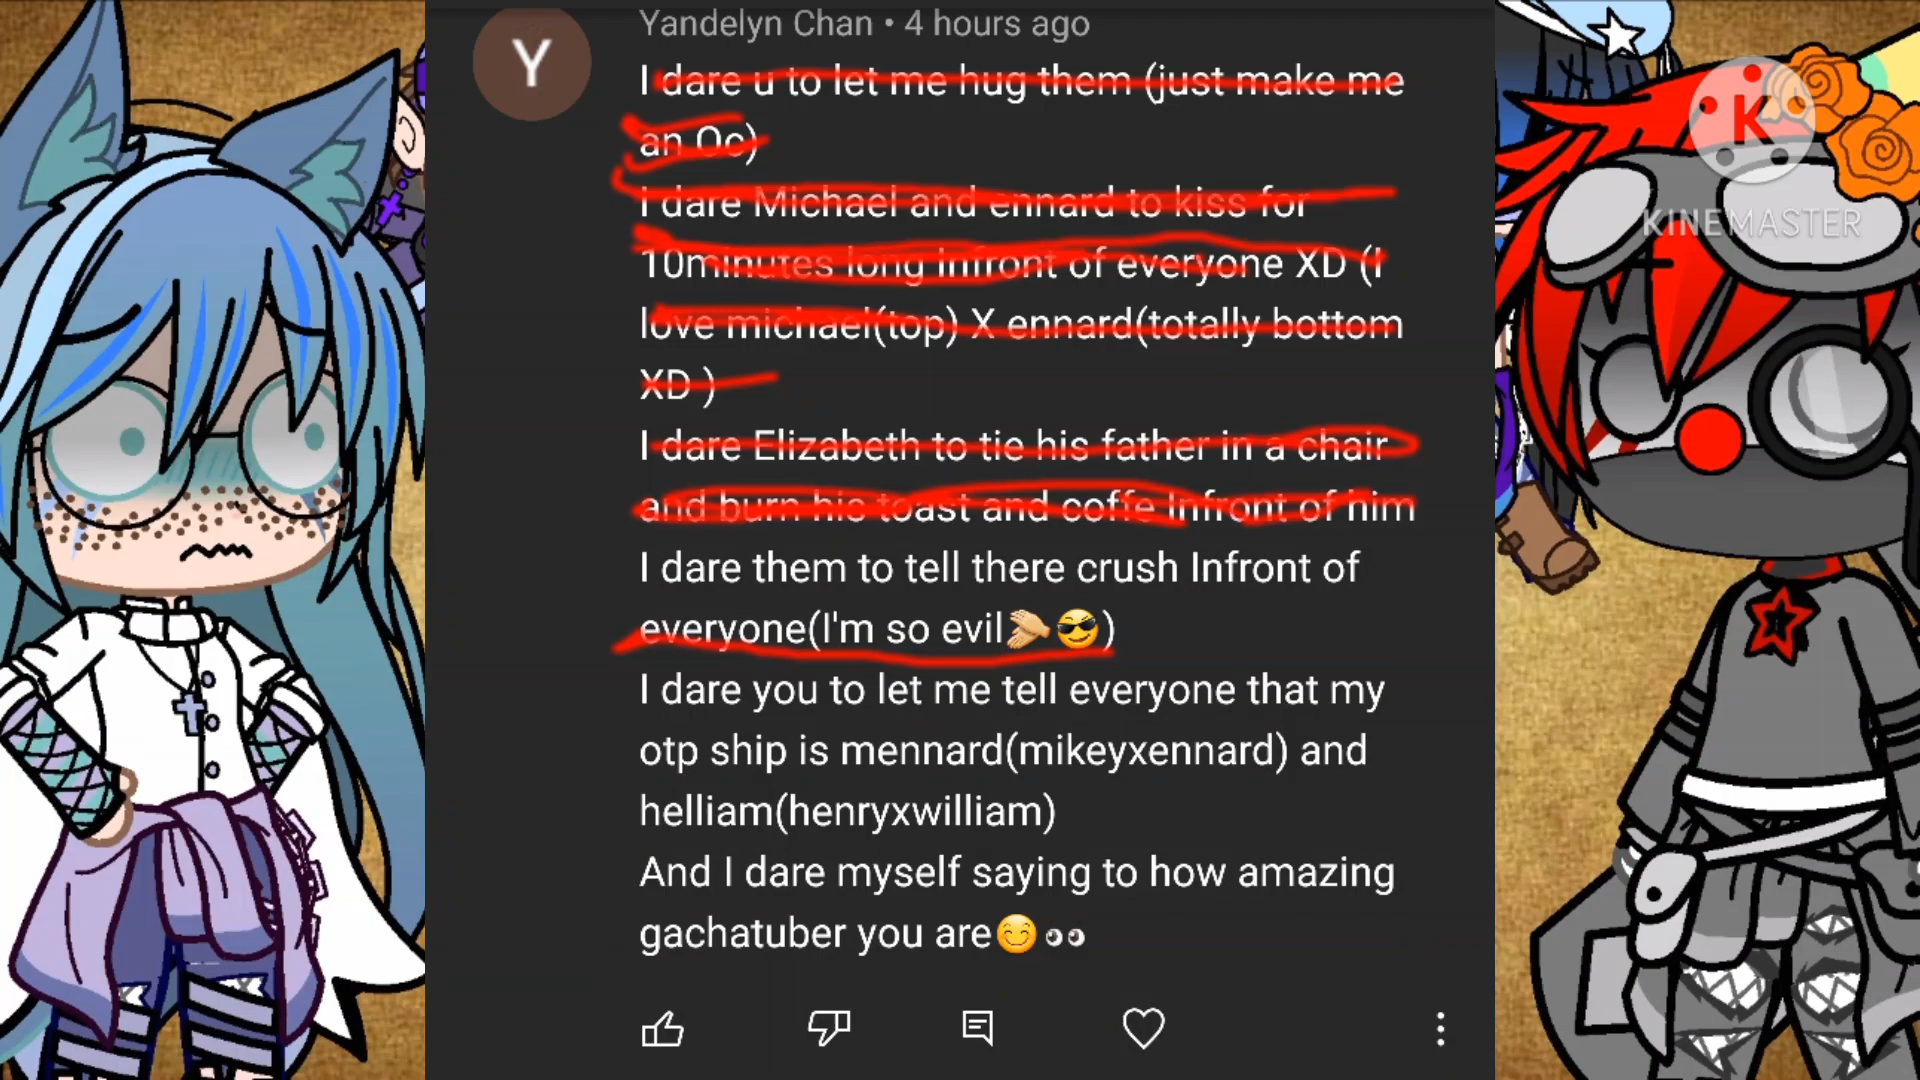 Y
Yandelyn Chan • 4 hours ago
I dare u to let me hug them (just make me
an Oc)
I dare Michael and ennard to kiss for
10minutes long Infront of everyone XD (I
love michael(top) X ennard(totally bottom
XD )
I dare Elizabeth to tie his father in a chair
and burn his toast and coffe Infront of him
I dare them to tell there crush Infront of
everyone(I'm so evil👏😎)
I dare you to let me tell everyone that my
otp ship is mennard(mikeyxennard) and
helliam(henryxwilliam)
And I dare myself saying to how amazing
gachatuber you are😊👀
K
KINEMASTER